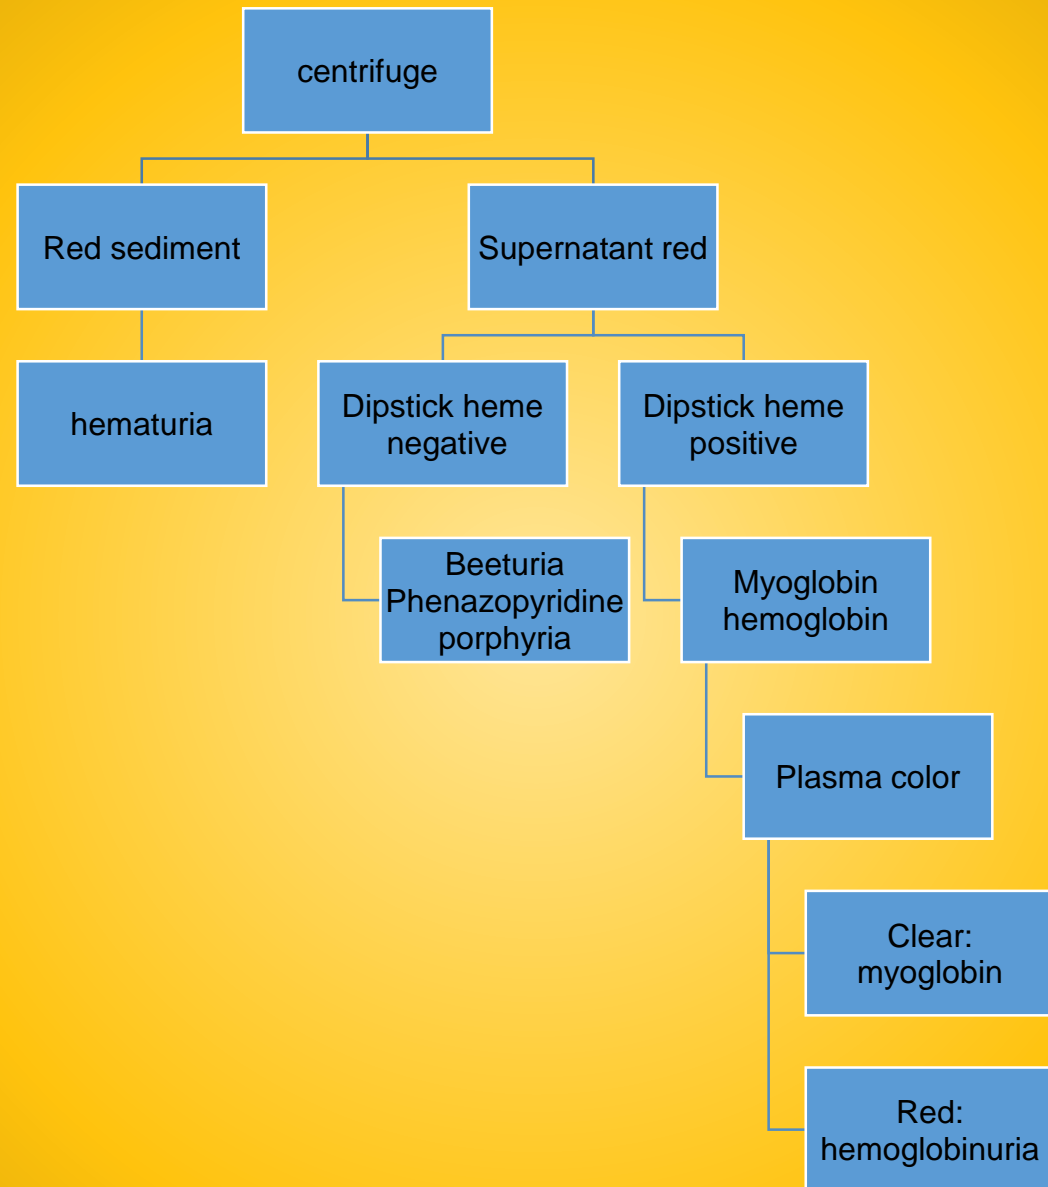 centrifuge
Red sediment
Supernatant red
hematuria
Dipstick heme
negative
Dipstick heme
positive
Beeturia
Phenazopyridine
porphyria
Myoglobin
hemoglobin
Plasma color
Clear:
myoglobin
Red:
hemoglobinuria